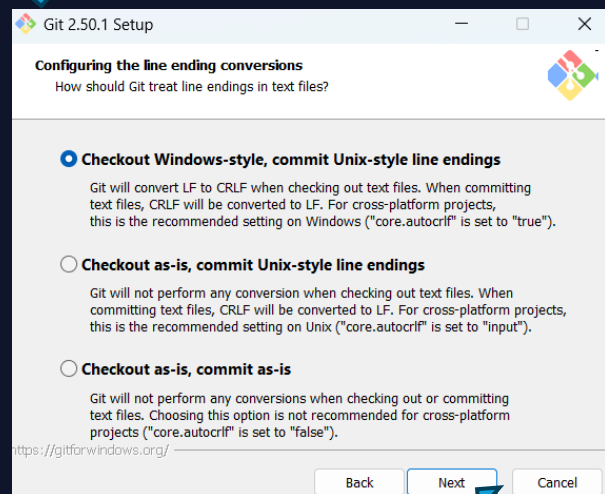 Git 2.50.1 Setup
Configuring the line ending conversions
How should Git treat line endings in text files?
Checkout Windows-style, commit Unix-style line endings
Git will convert LF to CRLF when checking out text files. When committing
text files, CRLF will be converted to LF. For cross-platform projects,
this is the recommended setting on Windows ("core.autocrlf" is set to "true").
Checkout as-is, commit Unix-style line endings
Git will not perform any conversion when checking out text files. When
committing text files, CRLF will be converted to LF. For cross-platform projects,
this is the recommended setting on Unix ("core.autocrlf" is set to "input").
Checkout as-is, commit as-is
Git will not perform any conversions when checking out or committing
text files. Choosing this option is not recommended for cross-platform
projects ("core.autocrlf" is set to "false").
https://gitforwindows.org/
Back Next Cancel